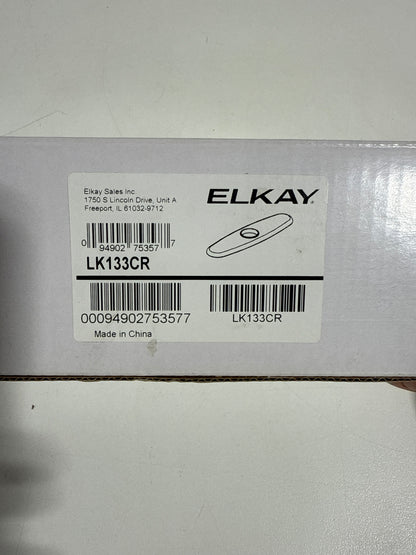 Elkay Sales Inc.
1750 S Lincoln Drive, Unit A
Freeport, IL 61032-9712
ELKAY
0 94902 75357 7
LK133CR
00094902753577
LK133CR
Made in China